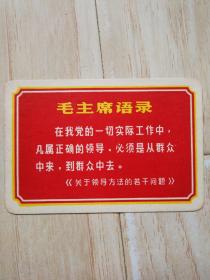 毛主席语录
在我党的一切实际工作中，
凡属正确的领导，必须是从群众
中来，到群众中去。
《关于领导方法的若干问题》